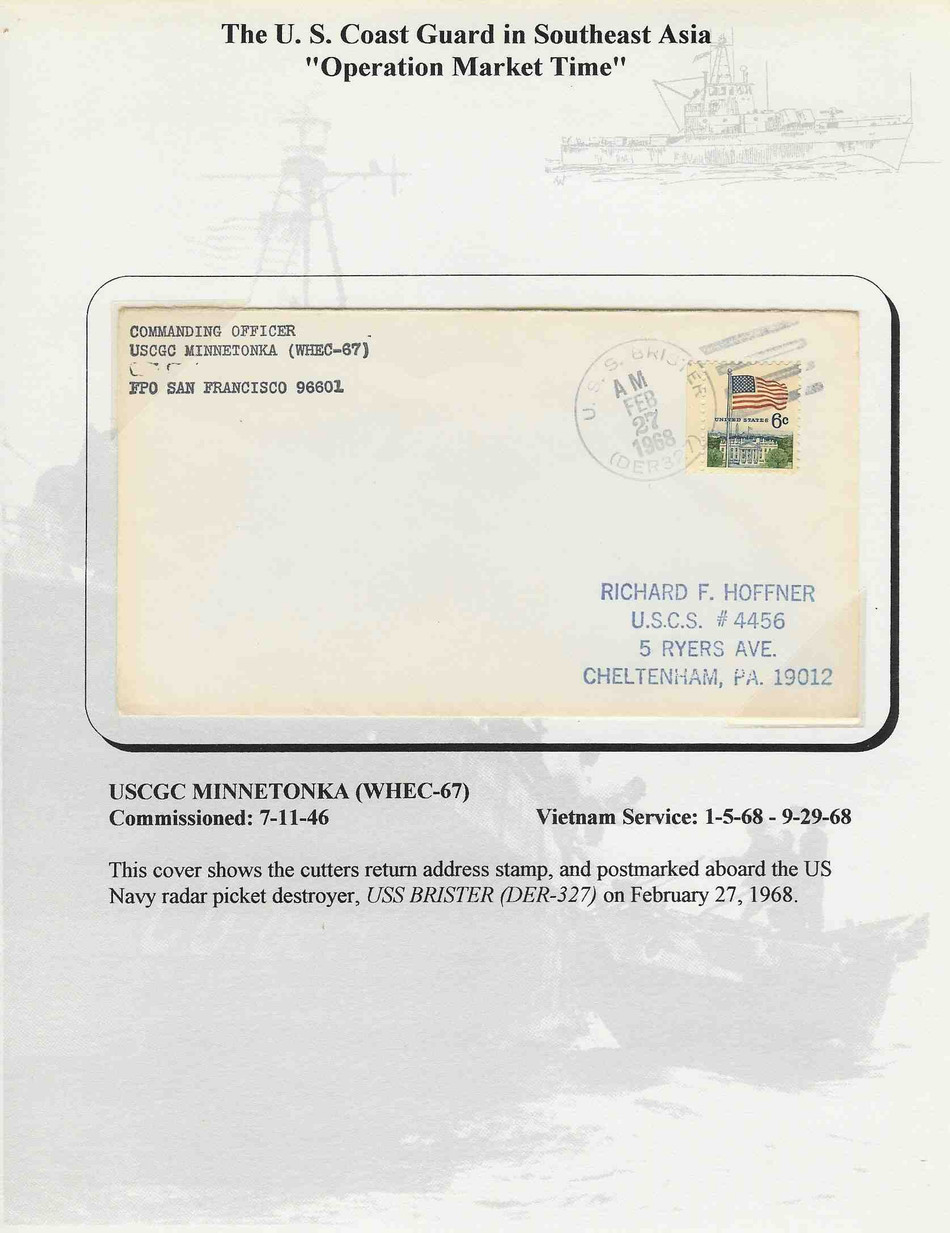 The U. S. Coast Guard in Southeast Asia
"Operation Market Time"
COMMANDING OFFICER
USCGC MINNETONKA (WHEC-67)
FPO SAN FRANCISCO 96601
U. S. S. BRISTER
AM
FEB
27
1968
(DER327)
UNITED STATES 6c
RICHARD F. HOFFNER
U.S.C.S. # 4456
5 RYERS AVE.
CHELTENHAM, PA. 19012
USCGC MINNETONKA (WHEC-67)
Commissioned: 7-11-46 Vietnam Service: 1-5-68 - 9-29-68
This cover shows the cutters return address stamp, and postmarked aboard the US
Navy radar picket destroyer, USS BRISTER (DER-327) on February 27, 1968.